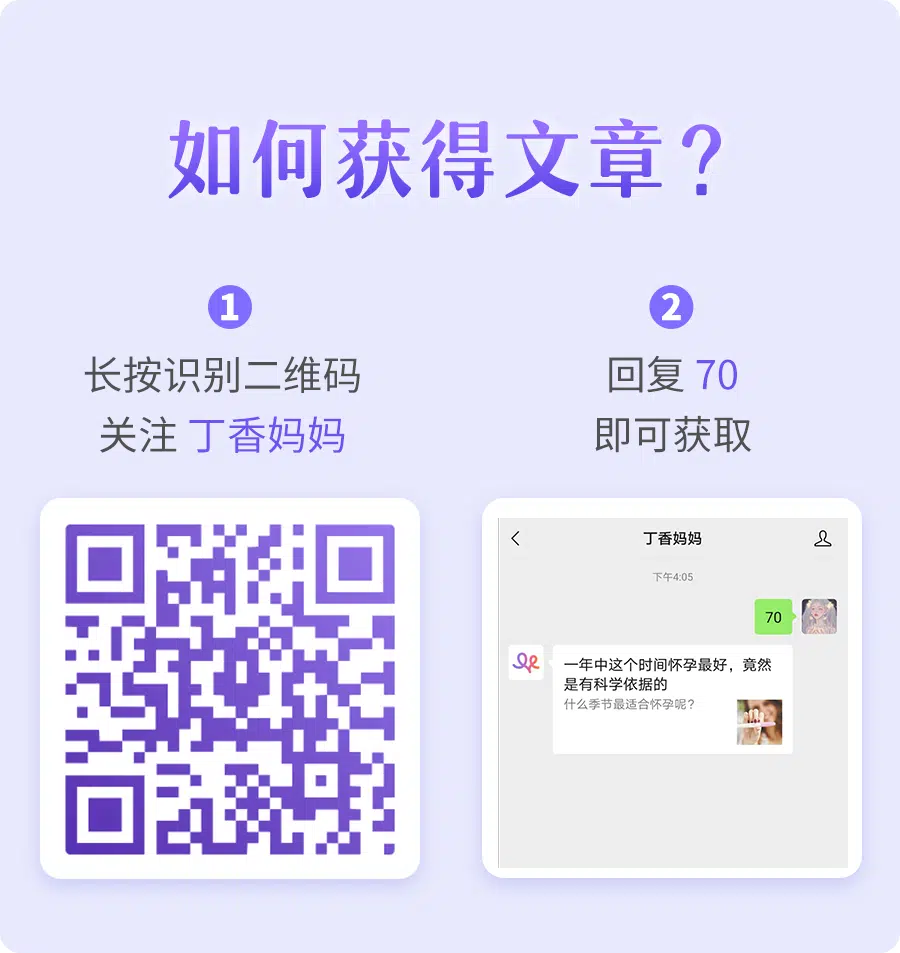 如何获得文章？
1
长按识别二维码
关注 丁香妈妈
2
回复 70
即可获取
丁香妈妈
下午4:05
70
一年中这个时间怀孕最好，竟然
是有科学依据的
什么季节最适合怀孕呢？